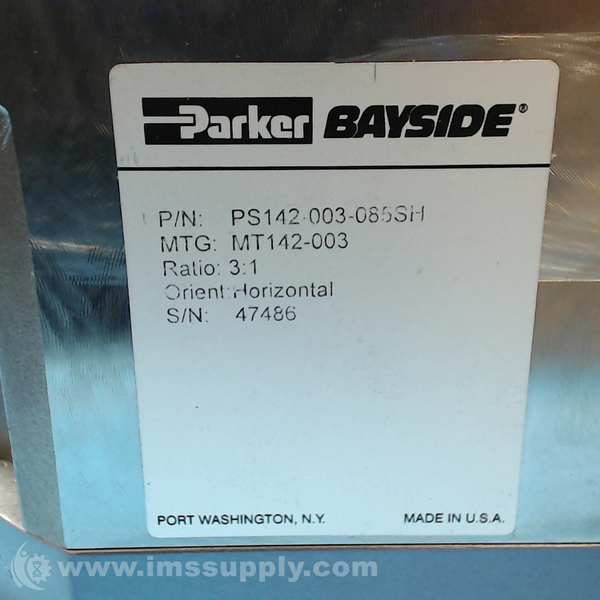 Parker BAYSIDE®
P/N: PS142-003-085SH
MTG: MT142-003
Ratio: 3:1
Orient: Horizontal
S/N: 47486
PORT WASHINGTON, N.Y. MADE IN U.S.A.
www.imssupply.com